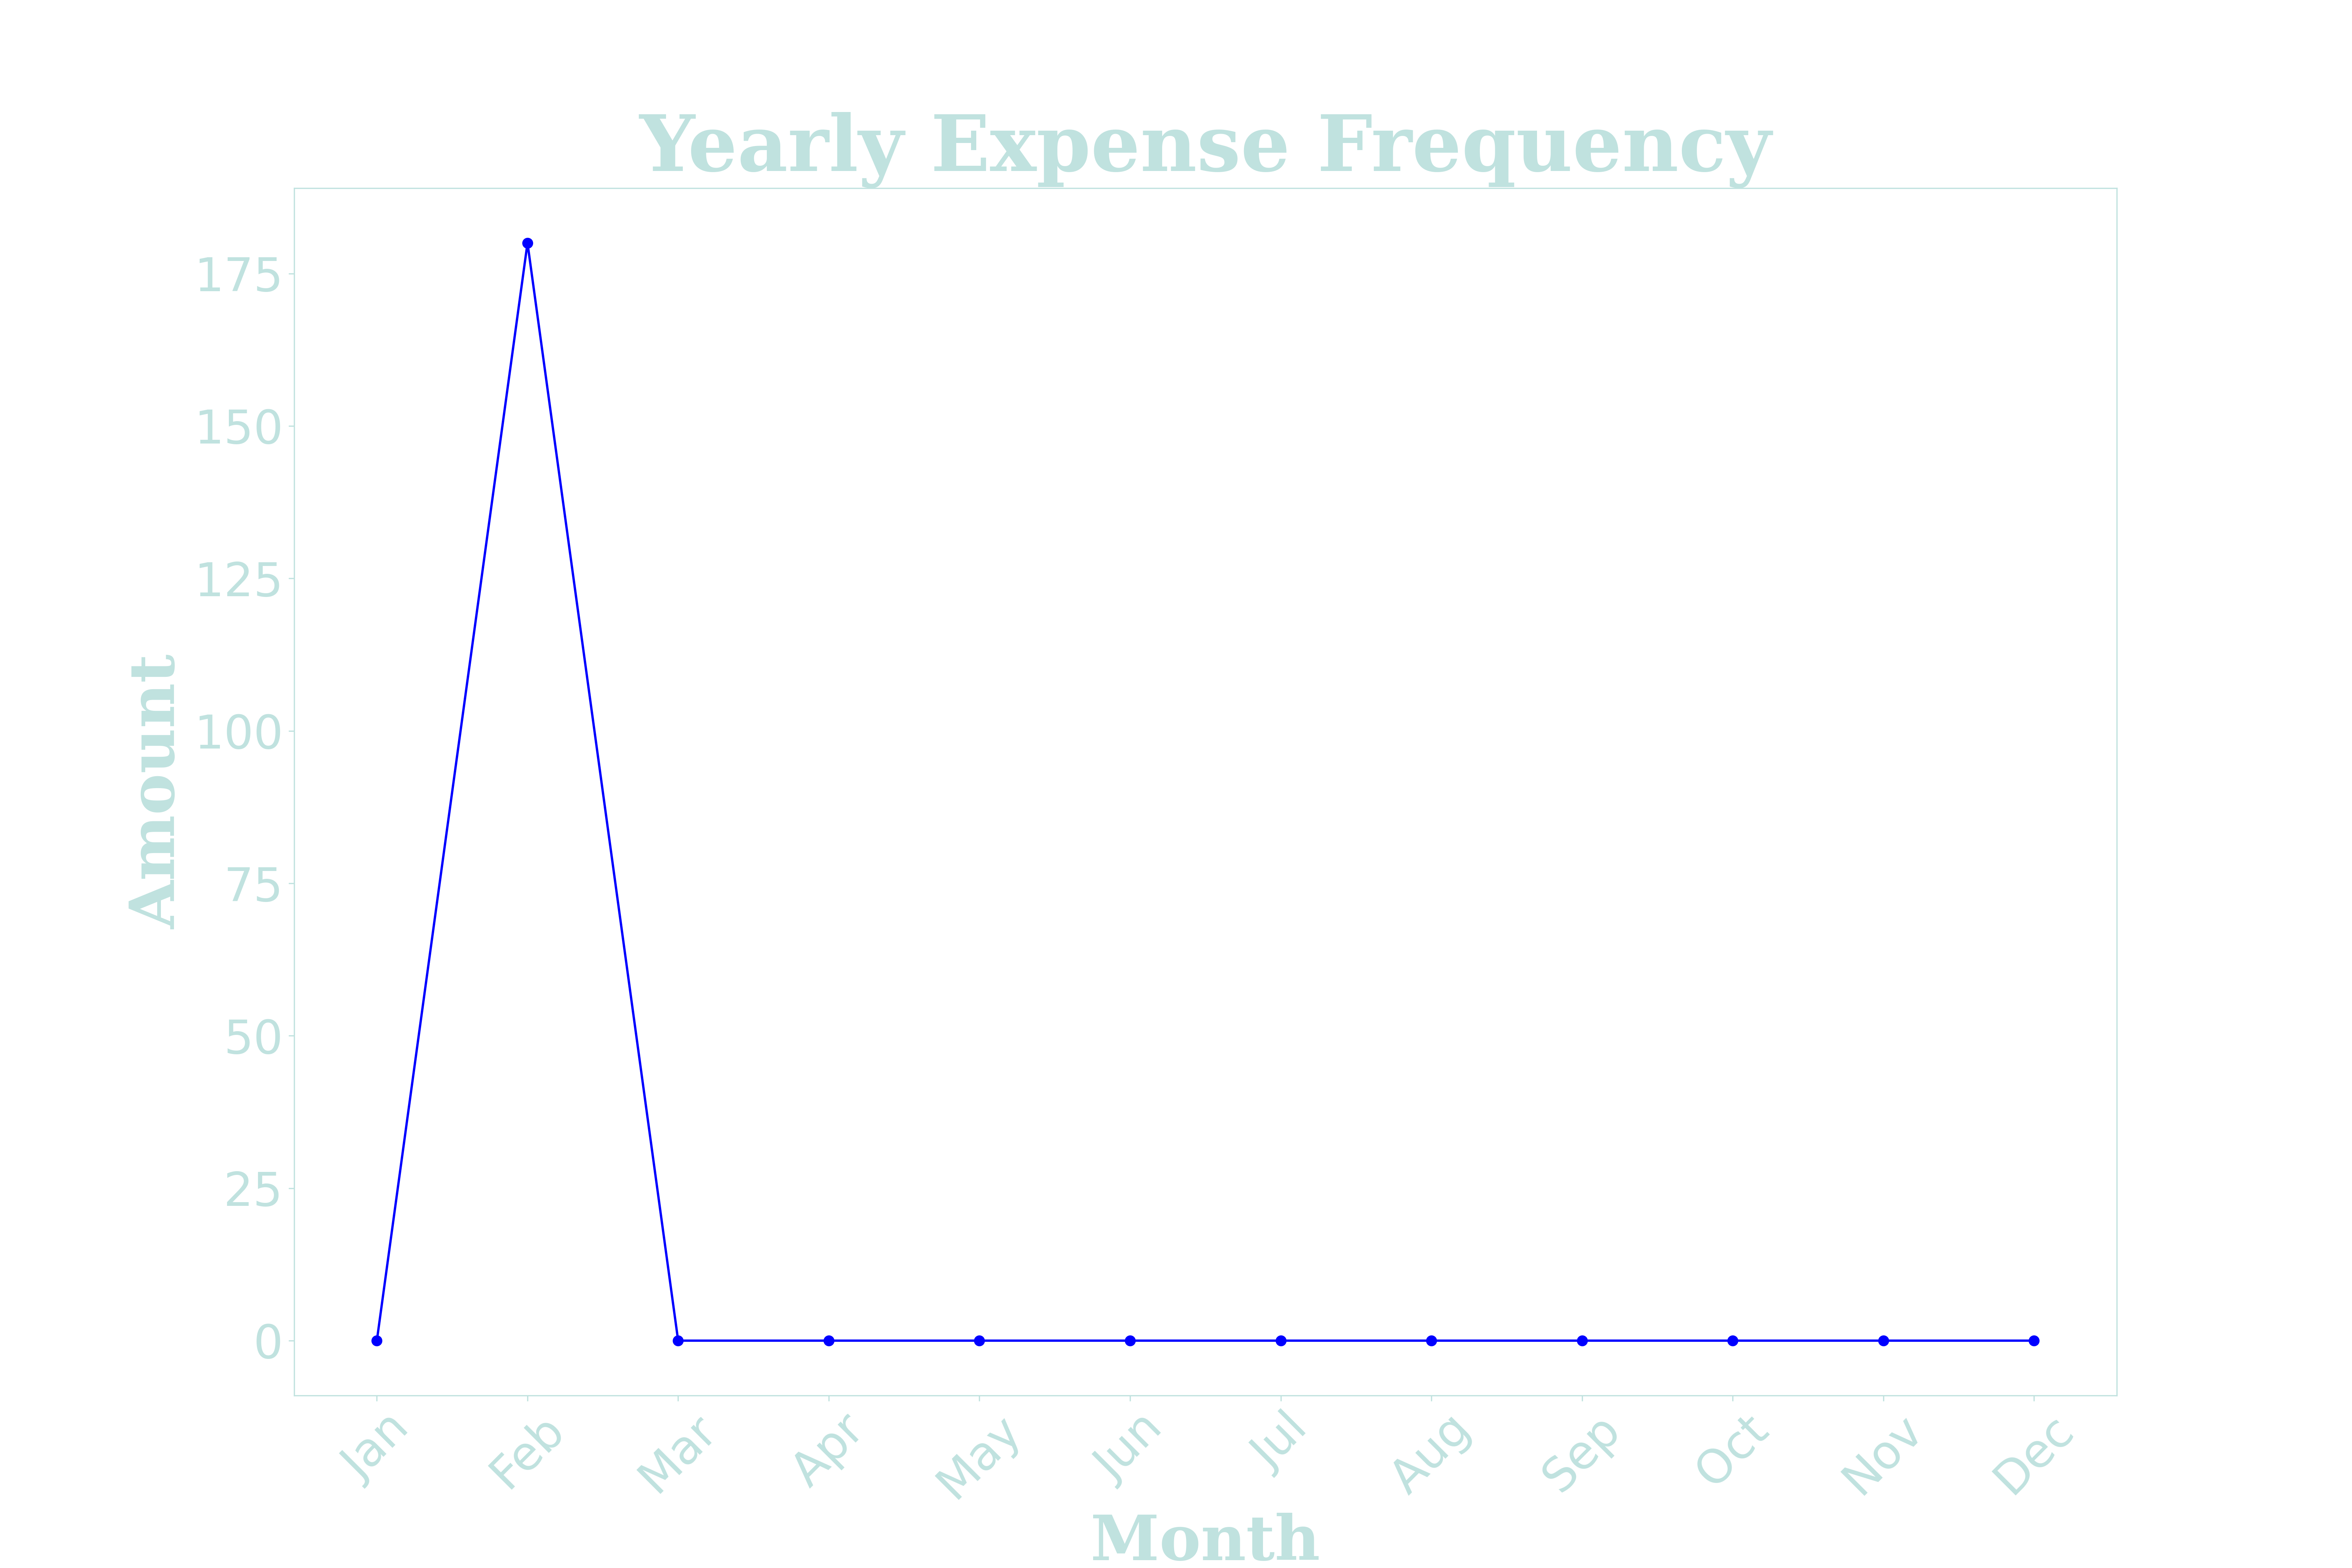 Yearly Expense Frequency
Amount
175
150
125
100
75
50
25
0
Jan Feb Mar Apr May Jun Jul Aug Sep Oct Nov Dec
Month